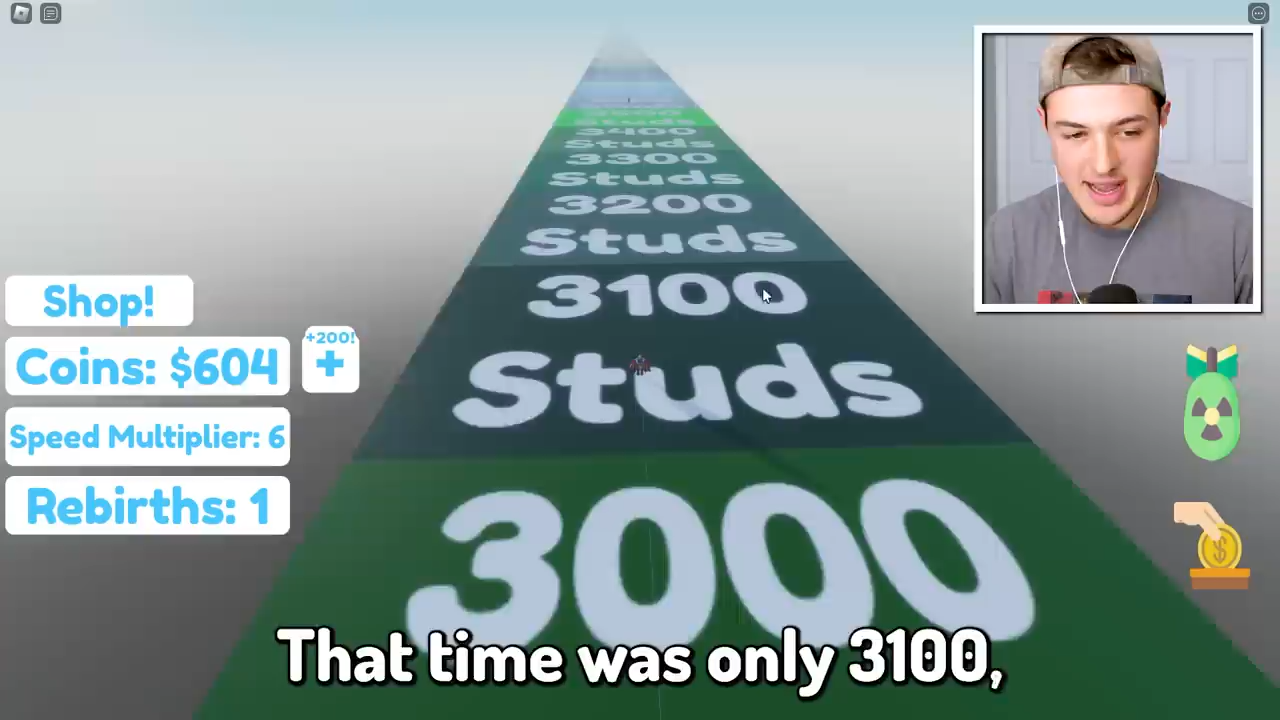 3400
Studs
3300
Studs
3200
Studs
3100
Studs
3000
Shop!
Coins: $604
+200!
+
Speed Multiplier: 6
Rebirths: 1
That time was only 3100,